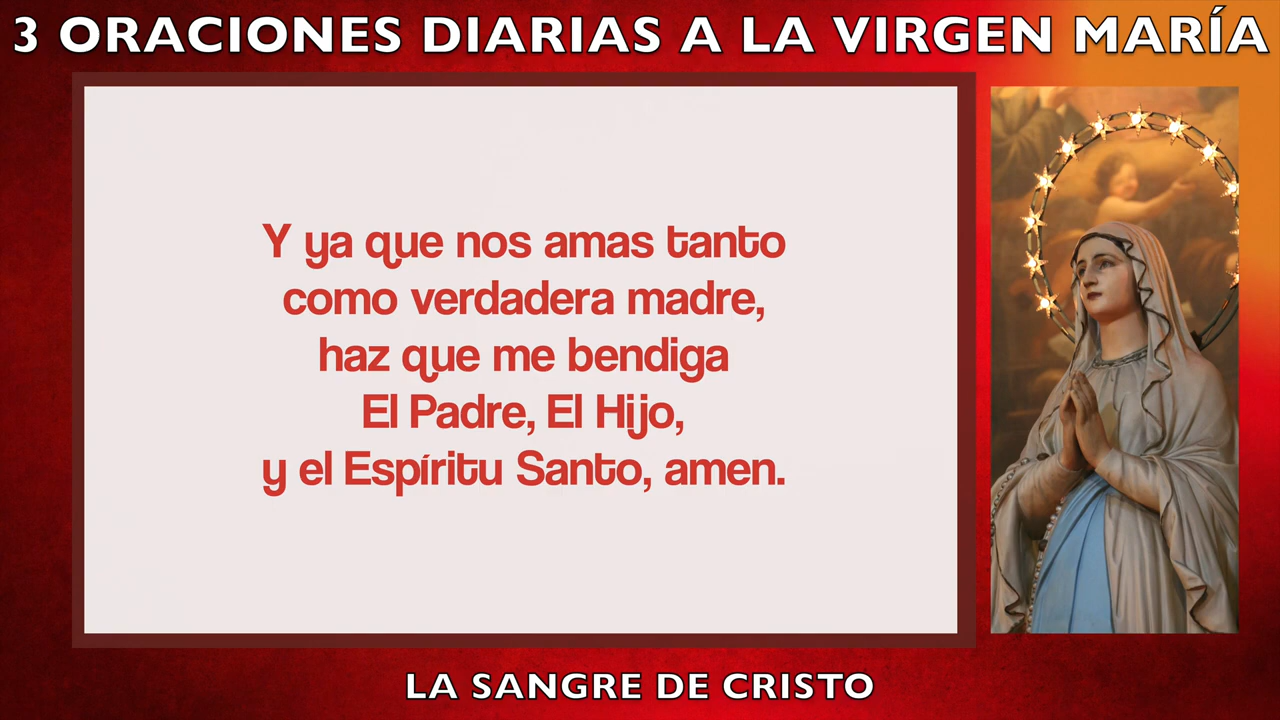 3 ORACIONES DIARIAS A LA VIRGEN MARÍA
Y ya que nos amas tanto
como verdadera madre,
haz que me bendiga
El Padre, El Hijo,
y el Espíritu Santo, amen.
LA SANGRE DE CRISTO